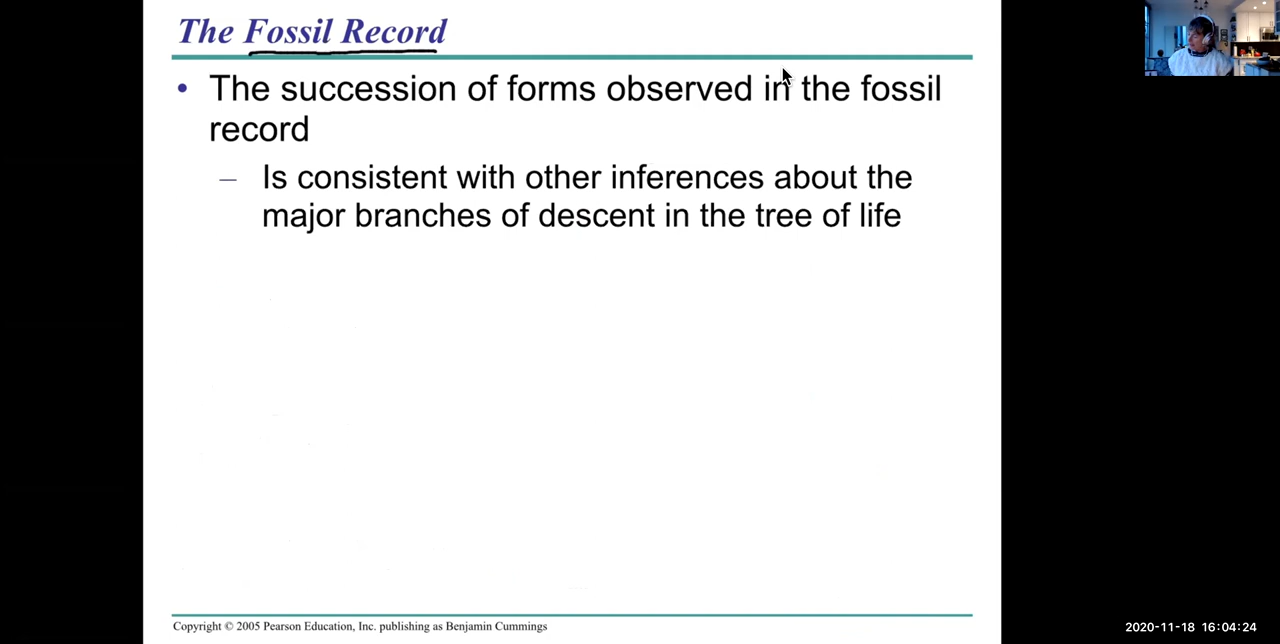 The Fossil Record
• The succession of forms observed in the fossil
record
– Is consistent with other inferences about the
major branches of descent in the tree of life
Copyright © 2005 Pearson Education, Inc. publishing as Benjamin Cummings
2020-11-18 16:04:24